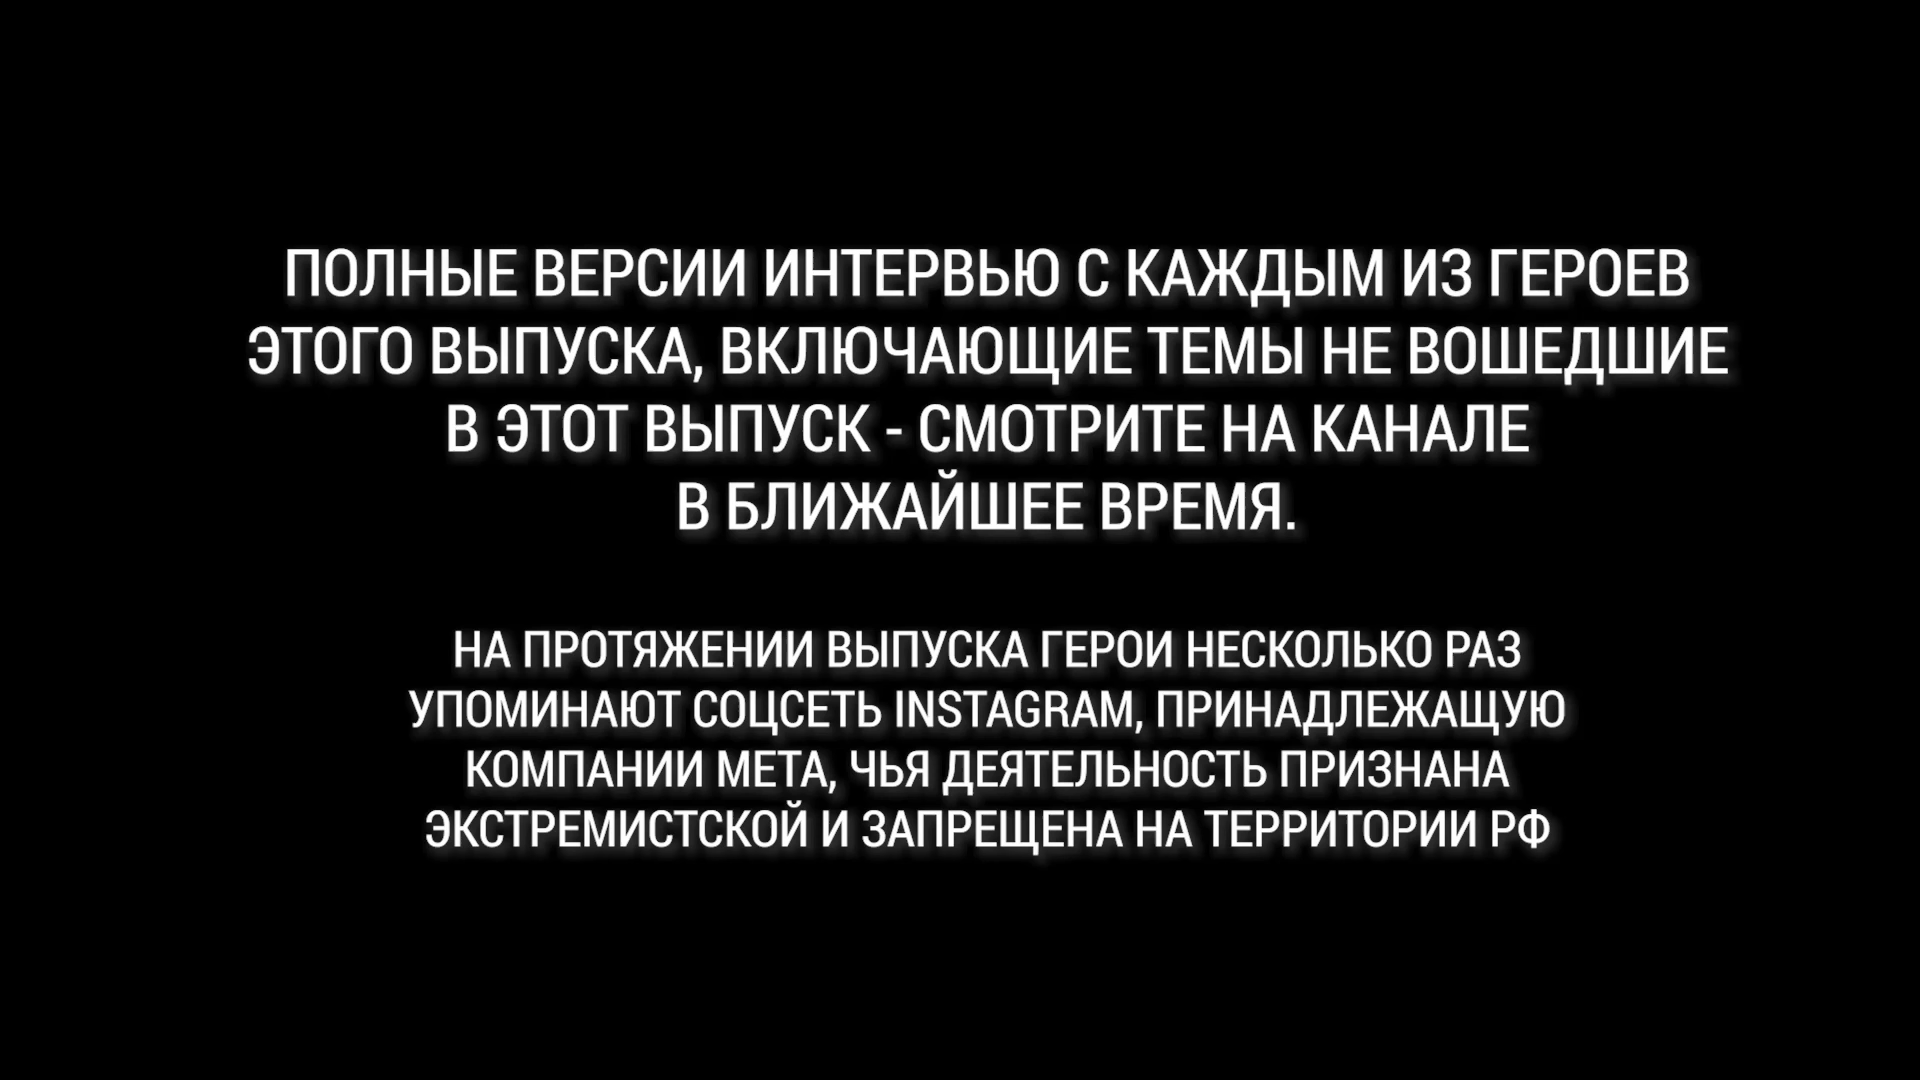 ПОЛНЫЕ ВЕРСИИ ИНТЕРВЬЮ С КАЖДЫМ ИЗ ГЕРОЕВ
ЭТОГО ВЫПУСКА, ВКЛЮЧАЮЩИЕ ТЕМЫ НЕ ВОШЕДШИЕ
В ЭТОТ ВЫПУСК - СМОТРИТЕ НА КАНАЛЕ
В БЛИЖАЙШЕЕ ВРЕМЯ.
НА ПРОТЯЖЕНИИ ВЫПУСКА ГЕРОИ НЕСКОЛЬКО РАЗ
УПОМИНАЮТ СОЦСЕТЬ INSTAGRAM, ПРИНАДЛЕЖАЩУЮ
КОМПАНИИ МЕТА, ЧЬЯ ДЕЯТЕЛЬНОСТЬ ПРИЗНАНА
ЭКСТРЕМИСТСКОЙ И ЗАПРЕЩЕНА НА ТЕРРИТОРИИ РФ